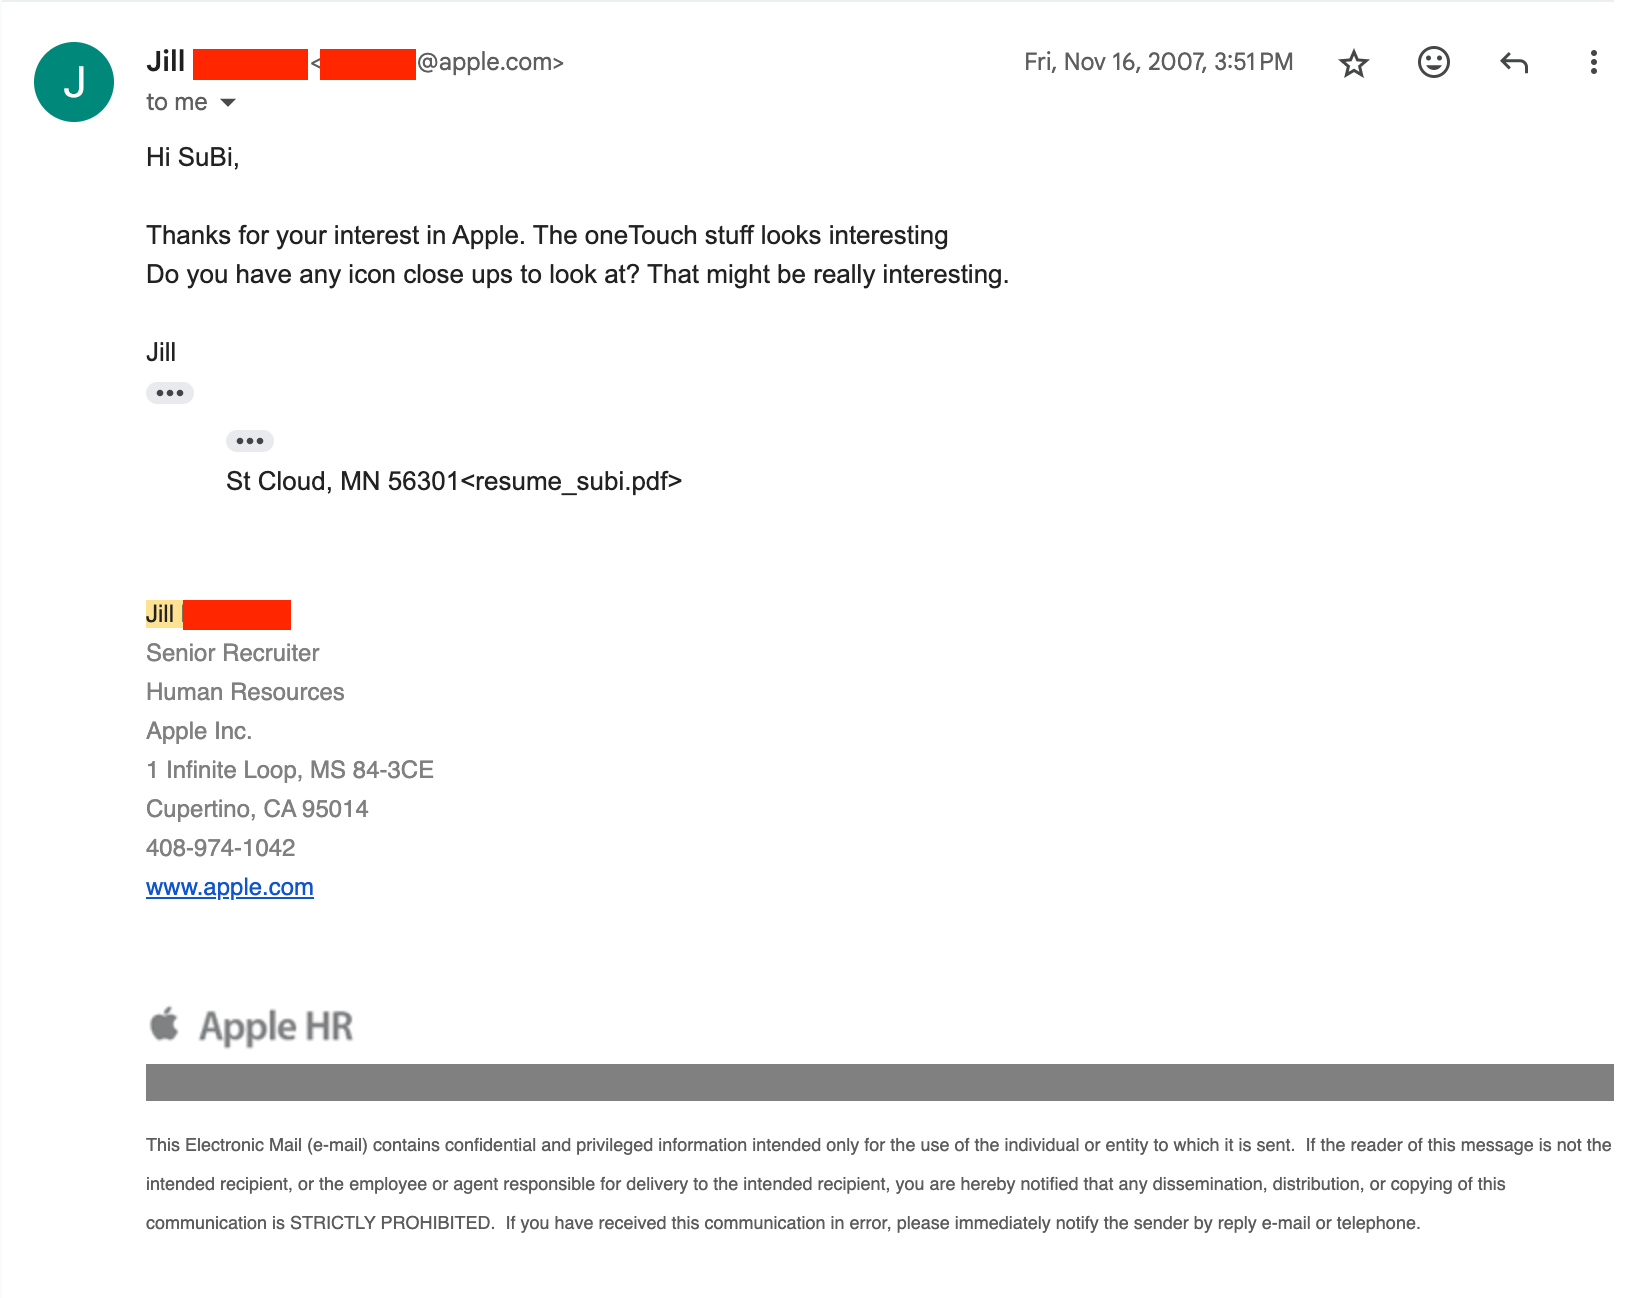 J
Jill < @apple.com> Fri, Nov 16, 2007, 3:51 PM
to me
Hi SuBi,
Thanks for your interest in Apple. The oneTouch stuff looks interesting
Do you have any icon close ups to look at? That might be really interesting.
Jill
St Cloud, MN 56301<resume_subi.pdf>
Jill
Senior Recruiter
Human Resources
Apple Inc.
1 Infinite Loop, MS 84-3CE
Cupertino, CA 95014
408-974-1042
www.apple.com
Apple HR
This Electronic Mail (e-mail) contains confidential and privileged information intended only for the use of the individual or entity to which it is sent.  If the reader of this message is not the
intended recipient, or the employee or agent responsible for delivery to the intended recipient, you are hereby notified that any dissemination, distribution, or copying of this
communication is STRICTLY PROHIBITED.  If you have received this communication in error, please immediately notify the sender by reply e-mail or telephone.